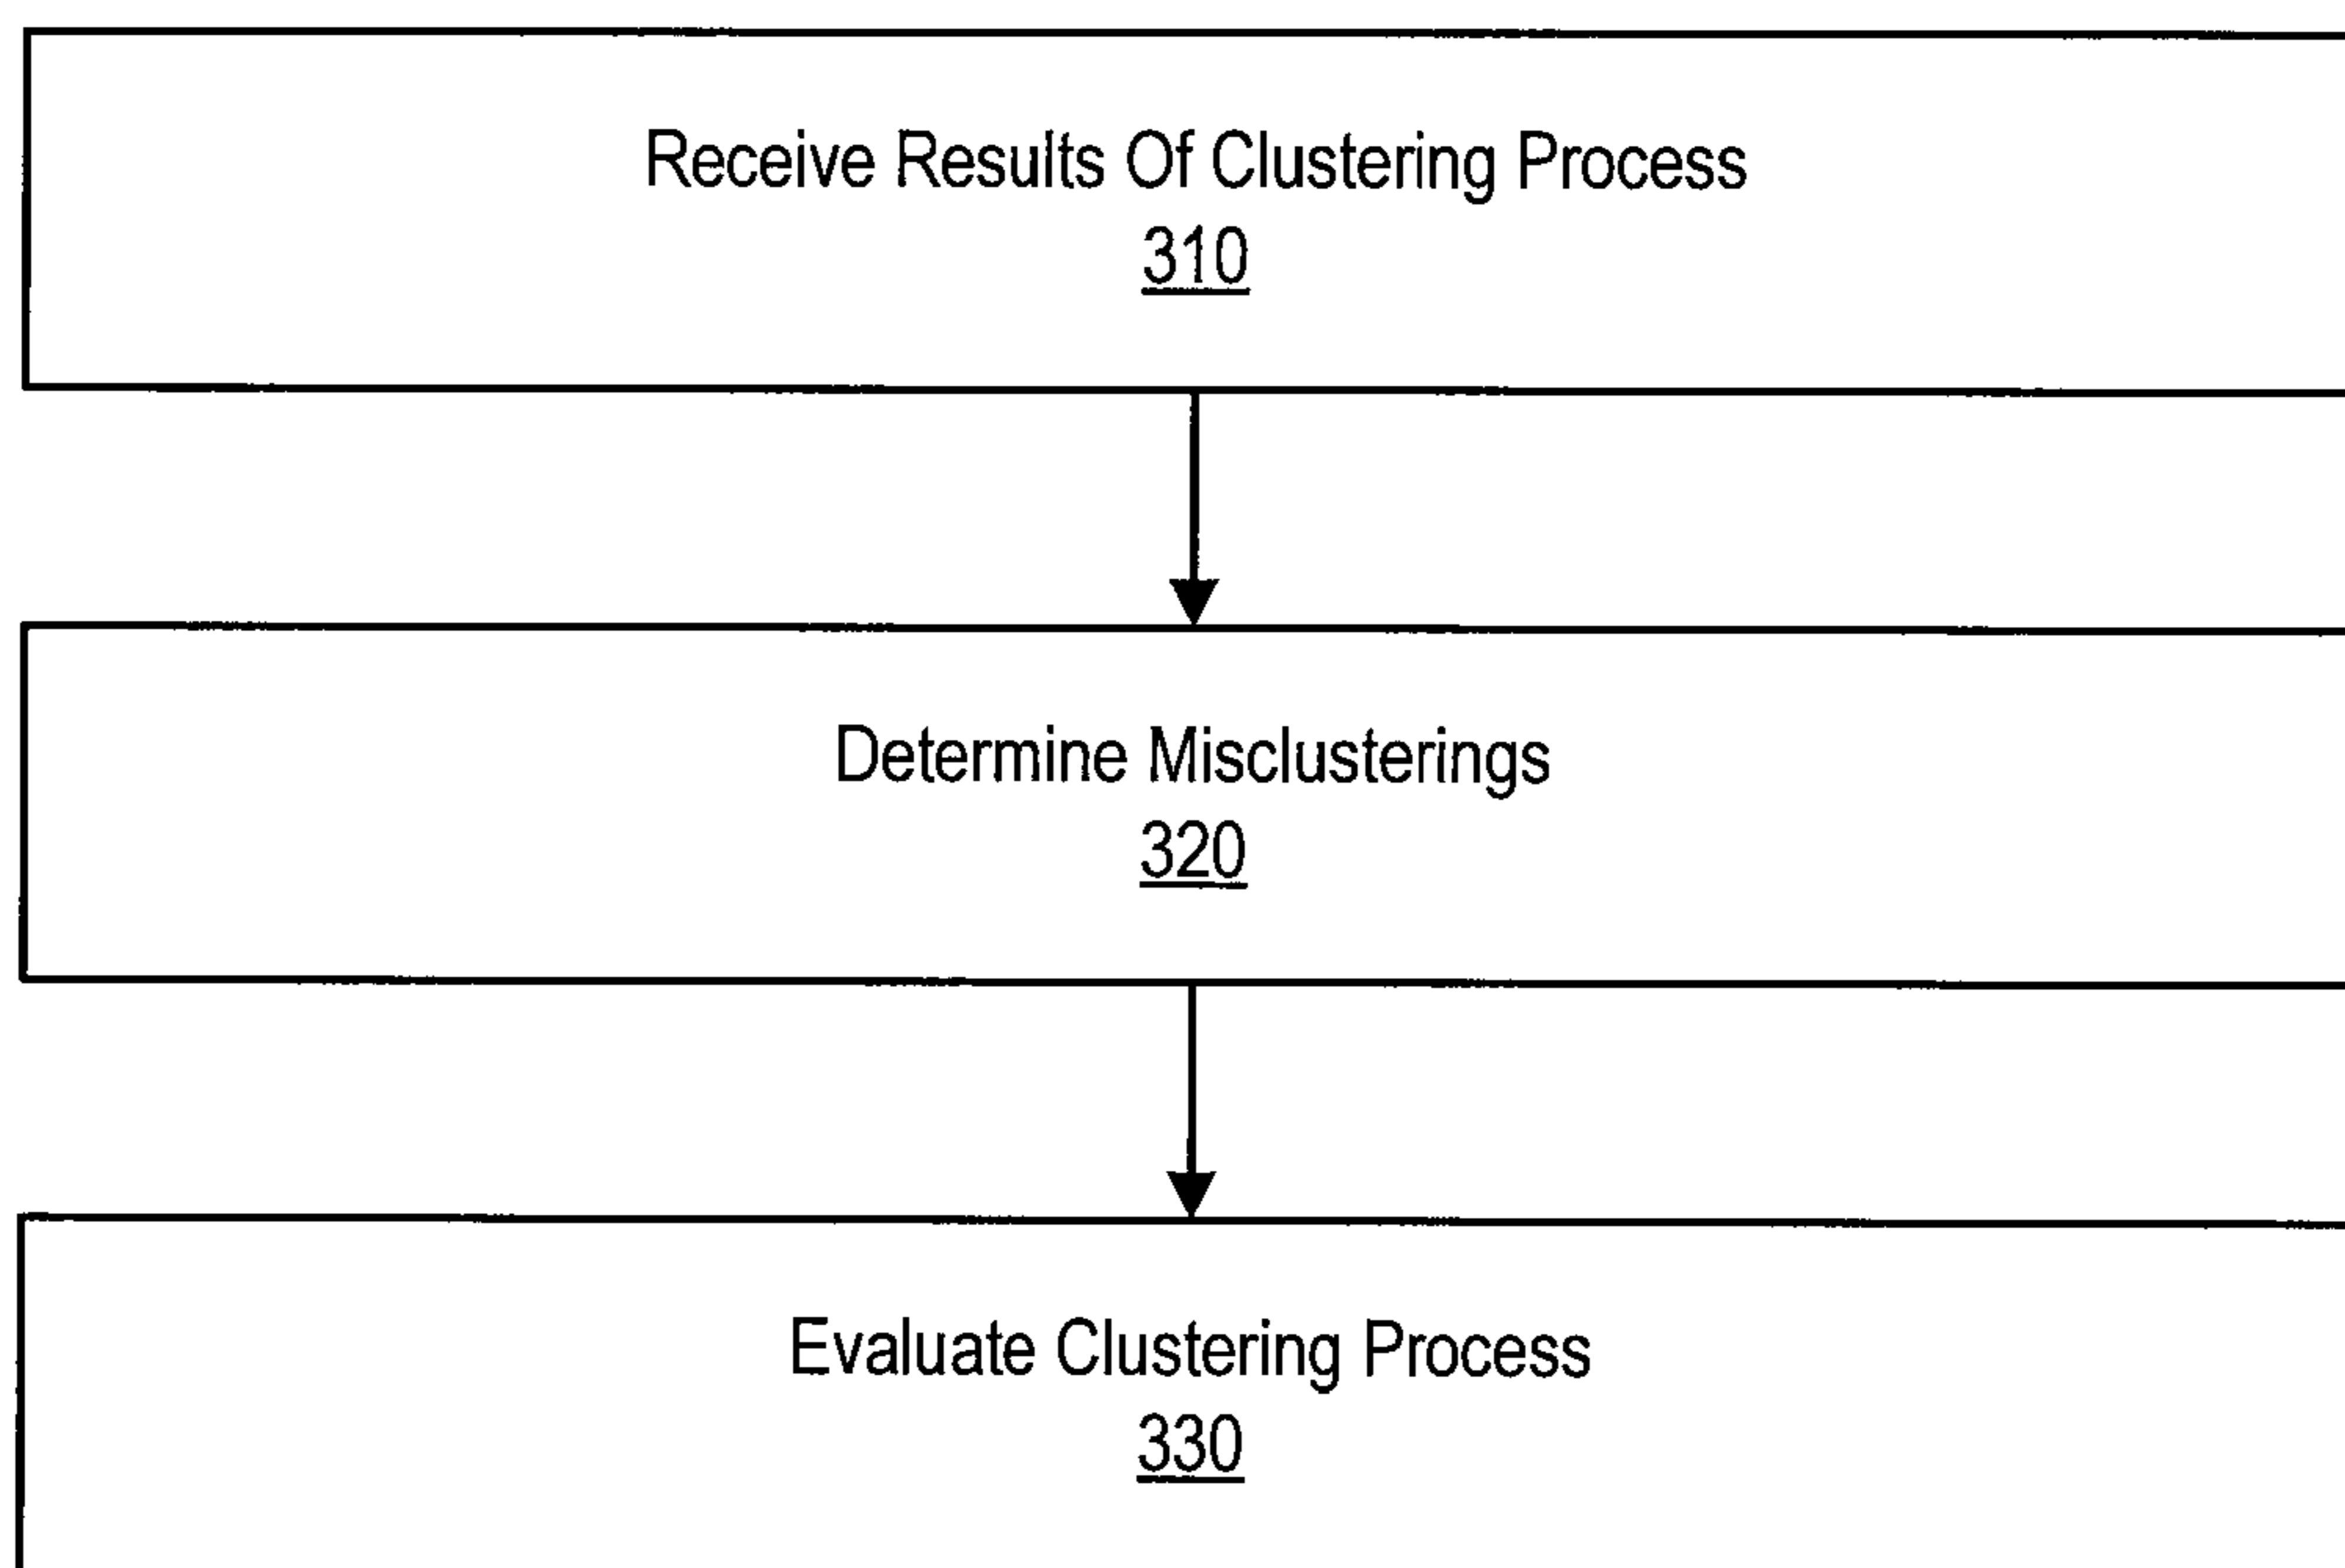 Receive Results Of Clustering Process
310
Determine Misclusterings
320
Evaluate Clustering Process
330